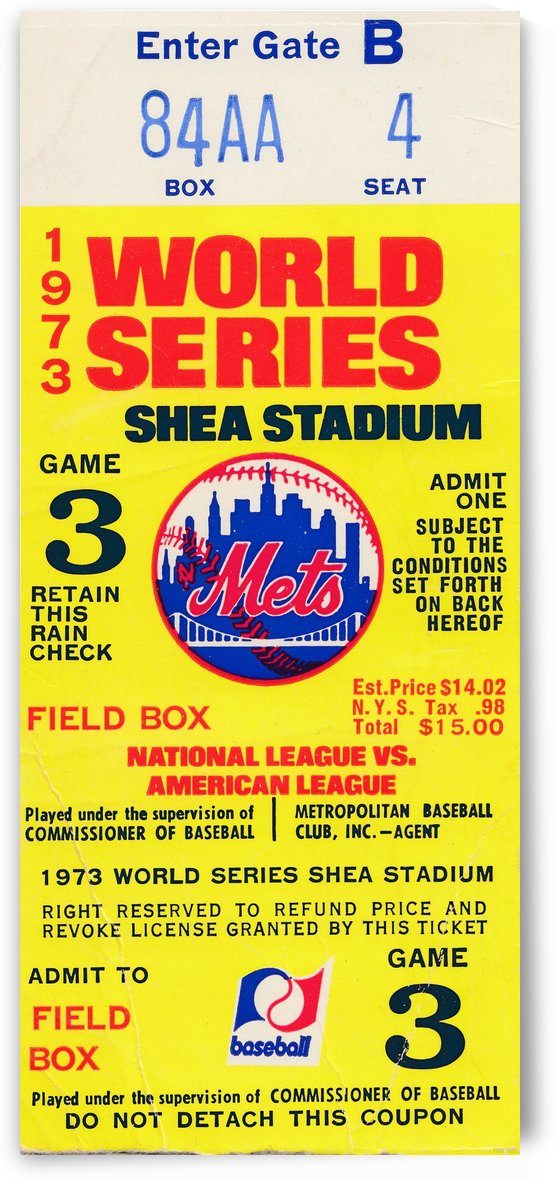 Enter Gate B
84AA 4
BOX SEAT
1973
WORLD
SERIES
SHEA STADIUM
GAME
3
RETAIN
THIS
RAIN
CHECK
NY
Mets
ADMIT
ONE
SUBJECT
TO THE
CONDITIONS
SET FORTH
ON BACK
HEREOF
Est.Price $14.02
N.Y.S. Tax .98
Total $15.00
FIELD BOX
NATIONAL LEAGUE VS.
AMERICAN LEAGUE
Played under the supervision of
COMMISSIONER OF BASEBALL
METROPOLITAN BASEBALL
CLUB, INC.—AGENT
1973 WORLD SERIES SHEA STADIUM
RIGHT RESERVED TO REFUND PRICE AND
REVOKE LICENSE GRANTED BY THIS TICKET
ADMIT TO
FIELD
BOX
baseball
GAME
3
Played under the supervision of COMMISSIONER OF BASEBALL
DO NOT DETACH THIS COUPON